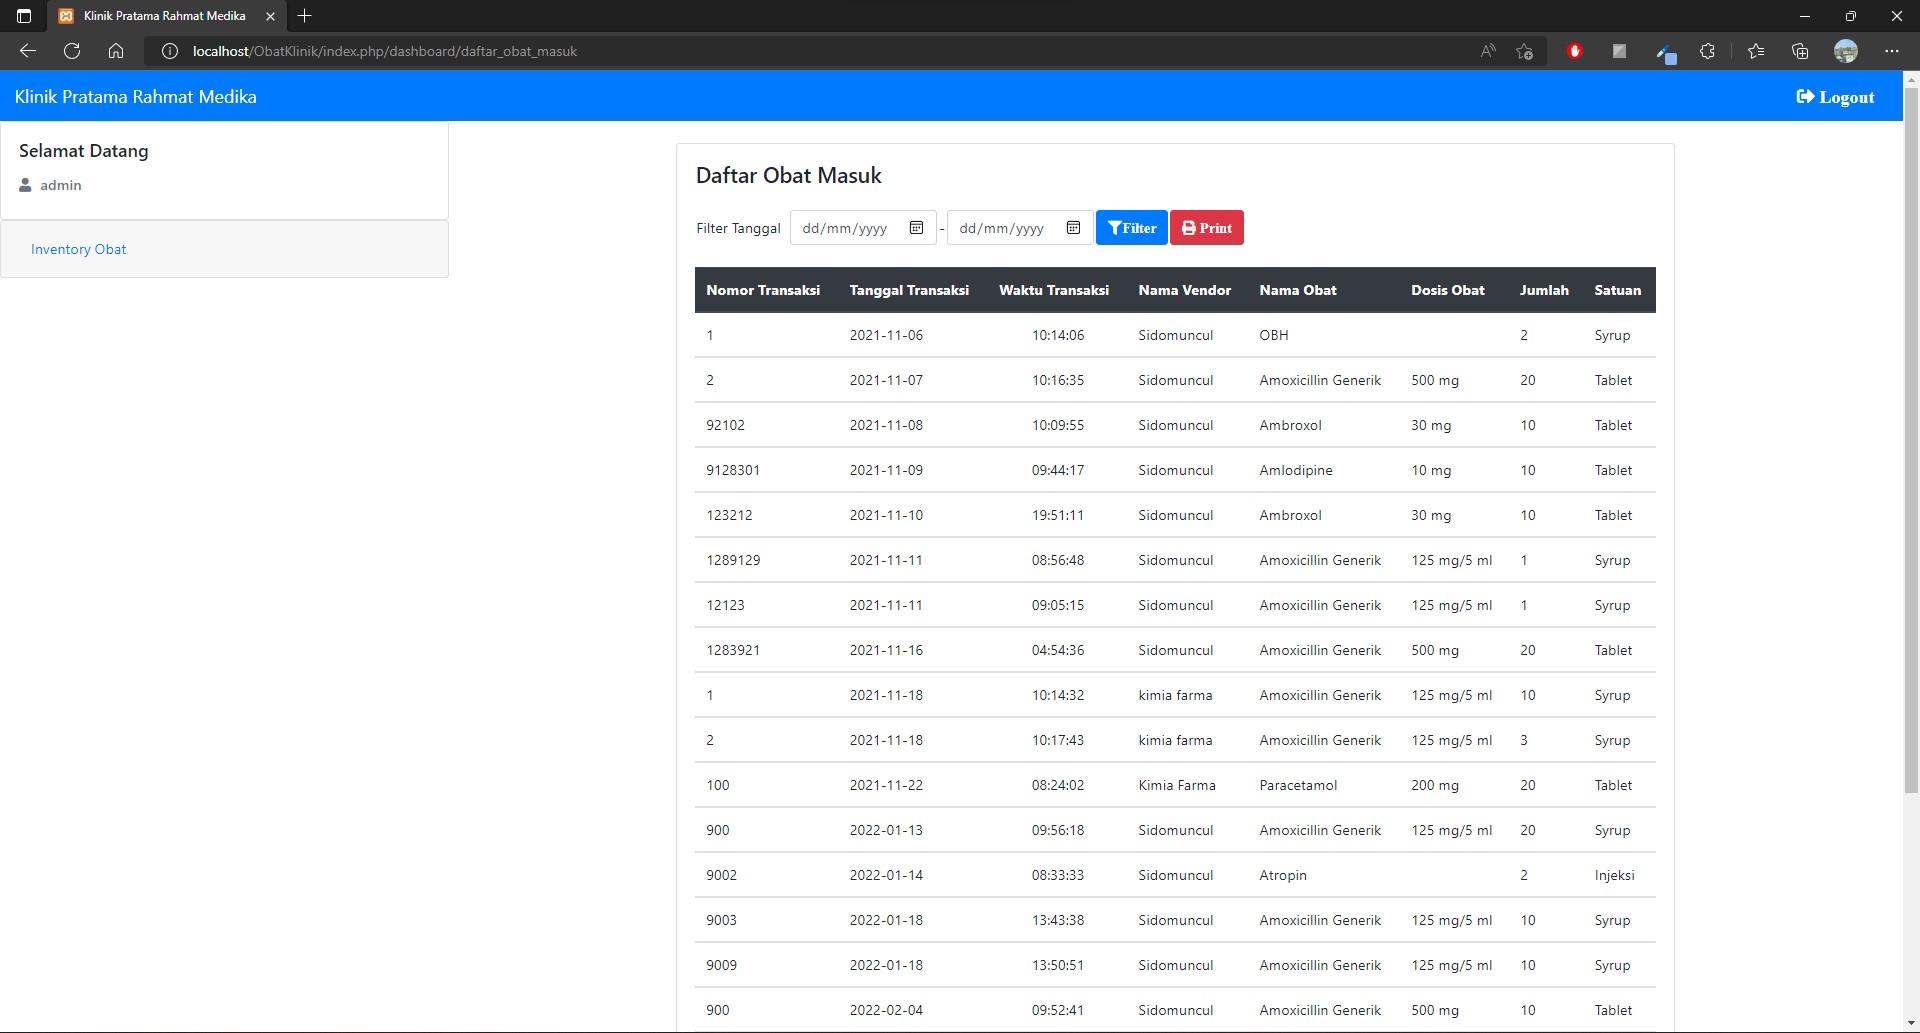 Klinik Pratama Rahmat Medika
localhost/ObatKlinik/index.php/dashboard/daftar_obat_masuk
Klinik Pratama Rahmat Medika
Logout
Selamat Datang
admin
Inventory Obat
Daftar Obat Masuk
Filter Tanggal dd/mm/yyyy - dd/mm/yyyy Filter Print
Nomor Transaksi Tanggal Transaksi Waktu Transaksi Nama Vendor Nama Obat Dosis Obat Jumlah Satuan
1 2021-11-06 10:14:06 Sidomuncul OBH 2 Syrup
2 2021-11-07 10:16:35 Sidomuncul Amoxicillin Generik 500 mg 20 Tablet
92102 2021-11-08 10:09:55 Sidomuncul Ambroxol 30 mg 10 Tablet
9128301 2021-11-09 09:44:17 Sidomuncul Amlodipine 10 mg 10 Tablet
123212 2021-11-10 19:51:11 Sidomuncul Ambroxol 30 mg 10 Tablet
1289129 2021-11-11 08:56:48 Sidomuncul Amoxicillin Generik 125 mg/5 ml 1 Syrup
12123 2021-11-11 09:05:15 Sidomuncul Amoxicillin Generik 125 mg/5 ml 1 Syrup
1283921 2021-11-16 04:54:36 Sidomuncul Amoxicillin Generik 500 mg 20 Tablet
1 2021-11-18 10:14:32 kimia farma Amoxicillin Generik 125 mg/5 ml 10 Syrup
2 2021-11-18 10:17:43 kimia farma Amoxicillin Generik 125 mg/5 ml 3 Syrup
100 2021-11-22 08:24:02 Kimia Farma Paracetamol 200 mg 20 Tablet
900 2022-01-13 09:56:18 Sidomuncul Amoxicillin Generik 125 mg/5 ml 20 Syrup
9002 2022-01-14 08:33:33 Sidomuncul Atropin 2 Injeksi
9003 2022-01-18 13:43:38 Sidomuncul Amoxicillin Generik 125 mg/5 ml 10 Syrup
9009 2022-01-18 13:50:51 Sidomuncul Amoxicillin Generik 125 mg/5 ml 10 Syrup
900 2022-02-04 09:52:41 Sidomuncul Amoxicillin Generik 500 mg 10 Tablet